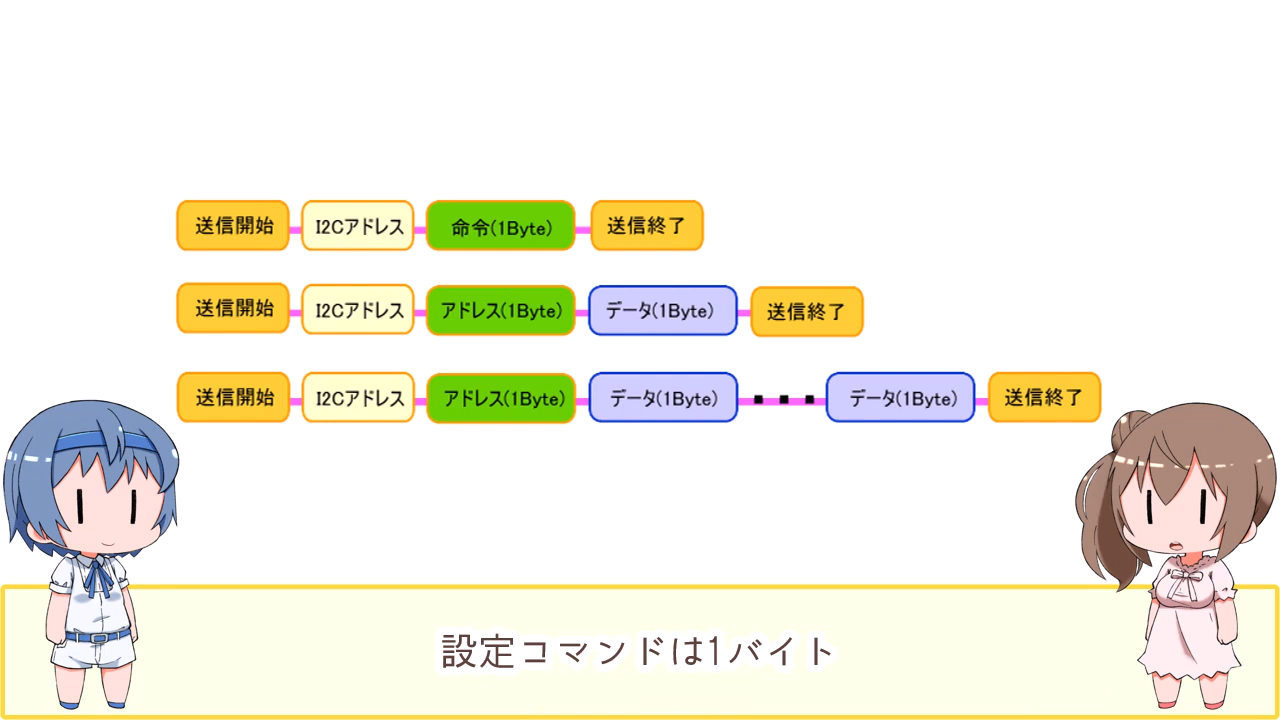 送信開始 I2Cアドレス 命令(1Byte) 送信終了
送信開始 I2Cアドレス アドレス(1Byte) データ(1Byte) 送信終了
送信開始 I2Cアドレス アドレス(1Byte) データ(1Byte) ・・・ データ(1Byte) 送信終了
設定コマンドは1バイト